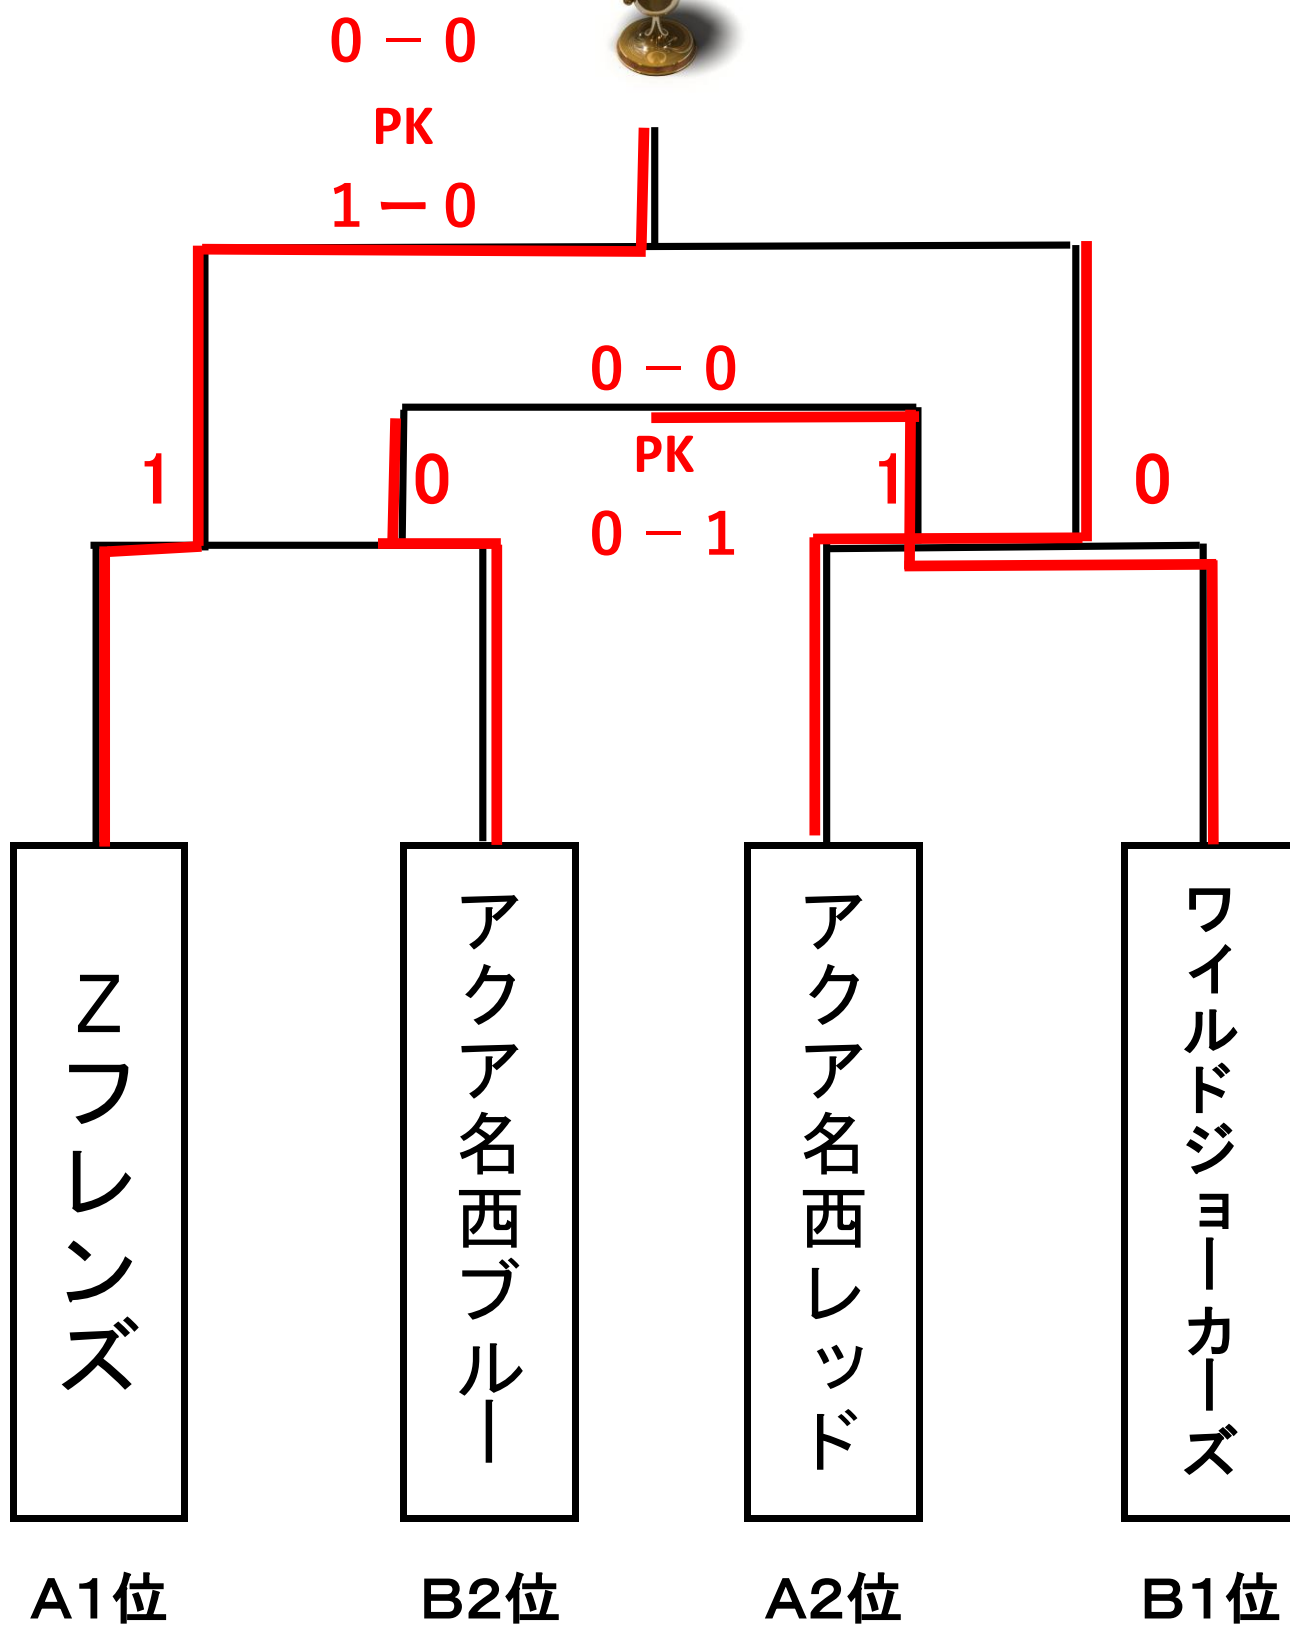 0 － 0
PK
1 － 0
0 － 0
PK
0 － 1
1
0
1
0
Zフレンズ
アクア名西ブルー
アクア名西レッド
ワイルドジョーカーズ
A1位
B2位
A2位
B1位